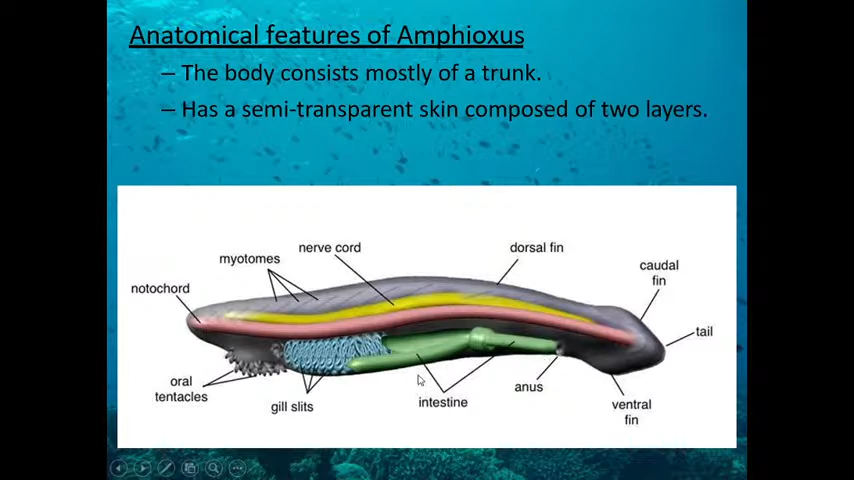 Anatomical features of Amphioxus
– The body consists mostly of a trunk.
– Has a semi-transparent skin composed of two layers.
nerve cord
dorsal fin
myotomes
caudal
fin
notochord
tail
oral
tentacles
gill slits
intestine
anus
ventral
fin